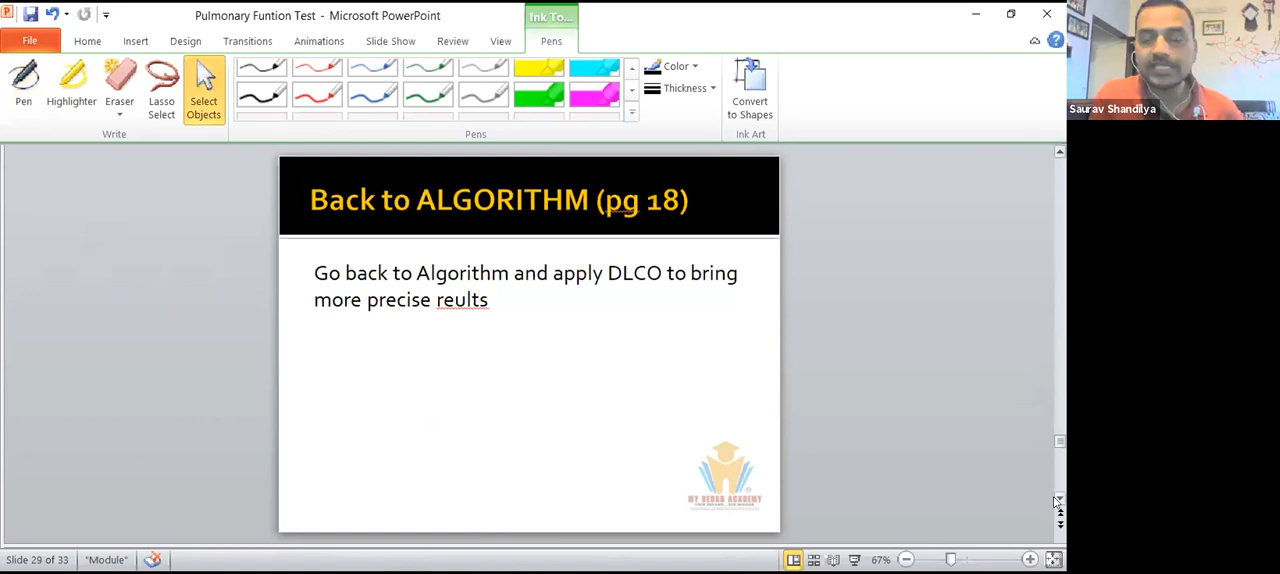 Pulmonary Funtion Test - Microsoft PowerPoint
Ink To...
File
Home
Insert
Design
Transitions
Animations
Slide Show
Review
View
Pens
Pen
Highlighter
Eraser
Lasso
Select
Select
Objects
Color
Thickness
Convert
to Shapes
Write
Pens
Ink Art
Saurav Shandilya
Back to ALGORITHM (pg 18)
Go back to Algorithm and apply DLCO to bring
more precise reults
MY REHAB ACADEMY
Slide 29 of 33
"Module"
67%